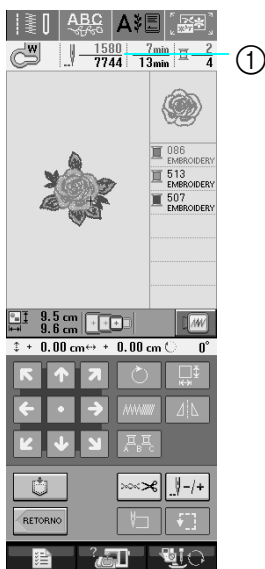 ABC A
W 1580 7min 2 ①
7744 13min 4
086
EMBROIDERY
513
EMBROIDERY
507
EMBROIDERY
9.5 cm
9.6 cm
+ 0.00 cm + 0.00 cm 0°
A B C
-/+
RETORNO
?